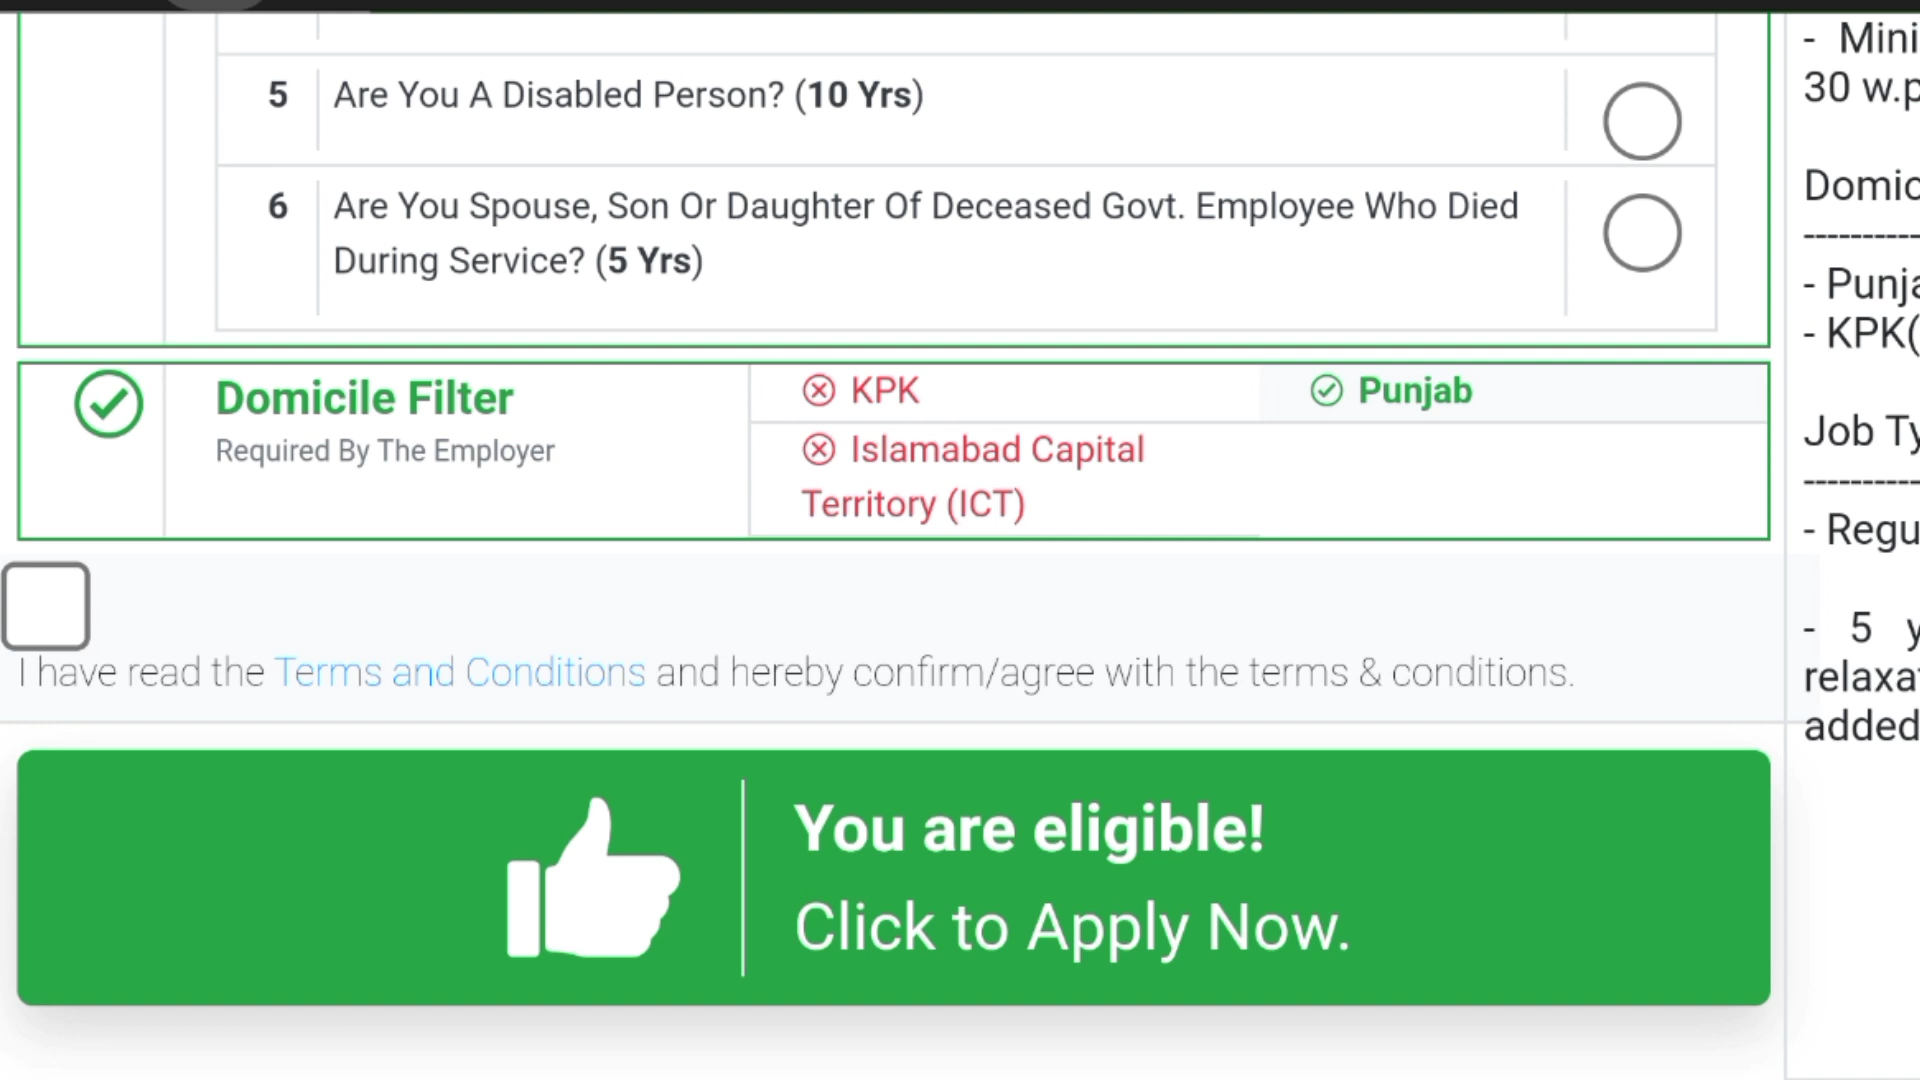 5 Are You A Disabled Person? (10 Yrs)
6 Are You Spouse, Son Or Daughter Of Deceased Govt. Employee Who Died
During Service? (5 Yrs)
Domicile Filter
Required By The Employer
KPK
Punjab
Islamabad Capital
Territory (ICT)
I have read the Terms and Conditions and hereby confirm/agree with the terms & conditions.
You are eligible!
Click to Apply Now.
- Mini
30 w.p
Domic
----------
- Punja
- KPK(
Job Ty
----------
- Regu
- 5 y
relaxat
added